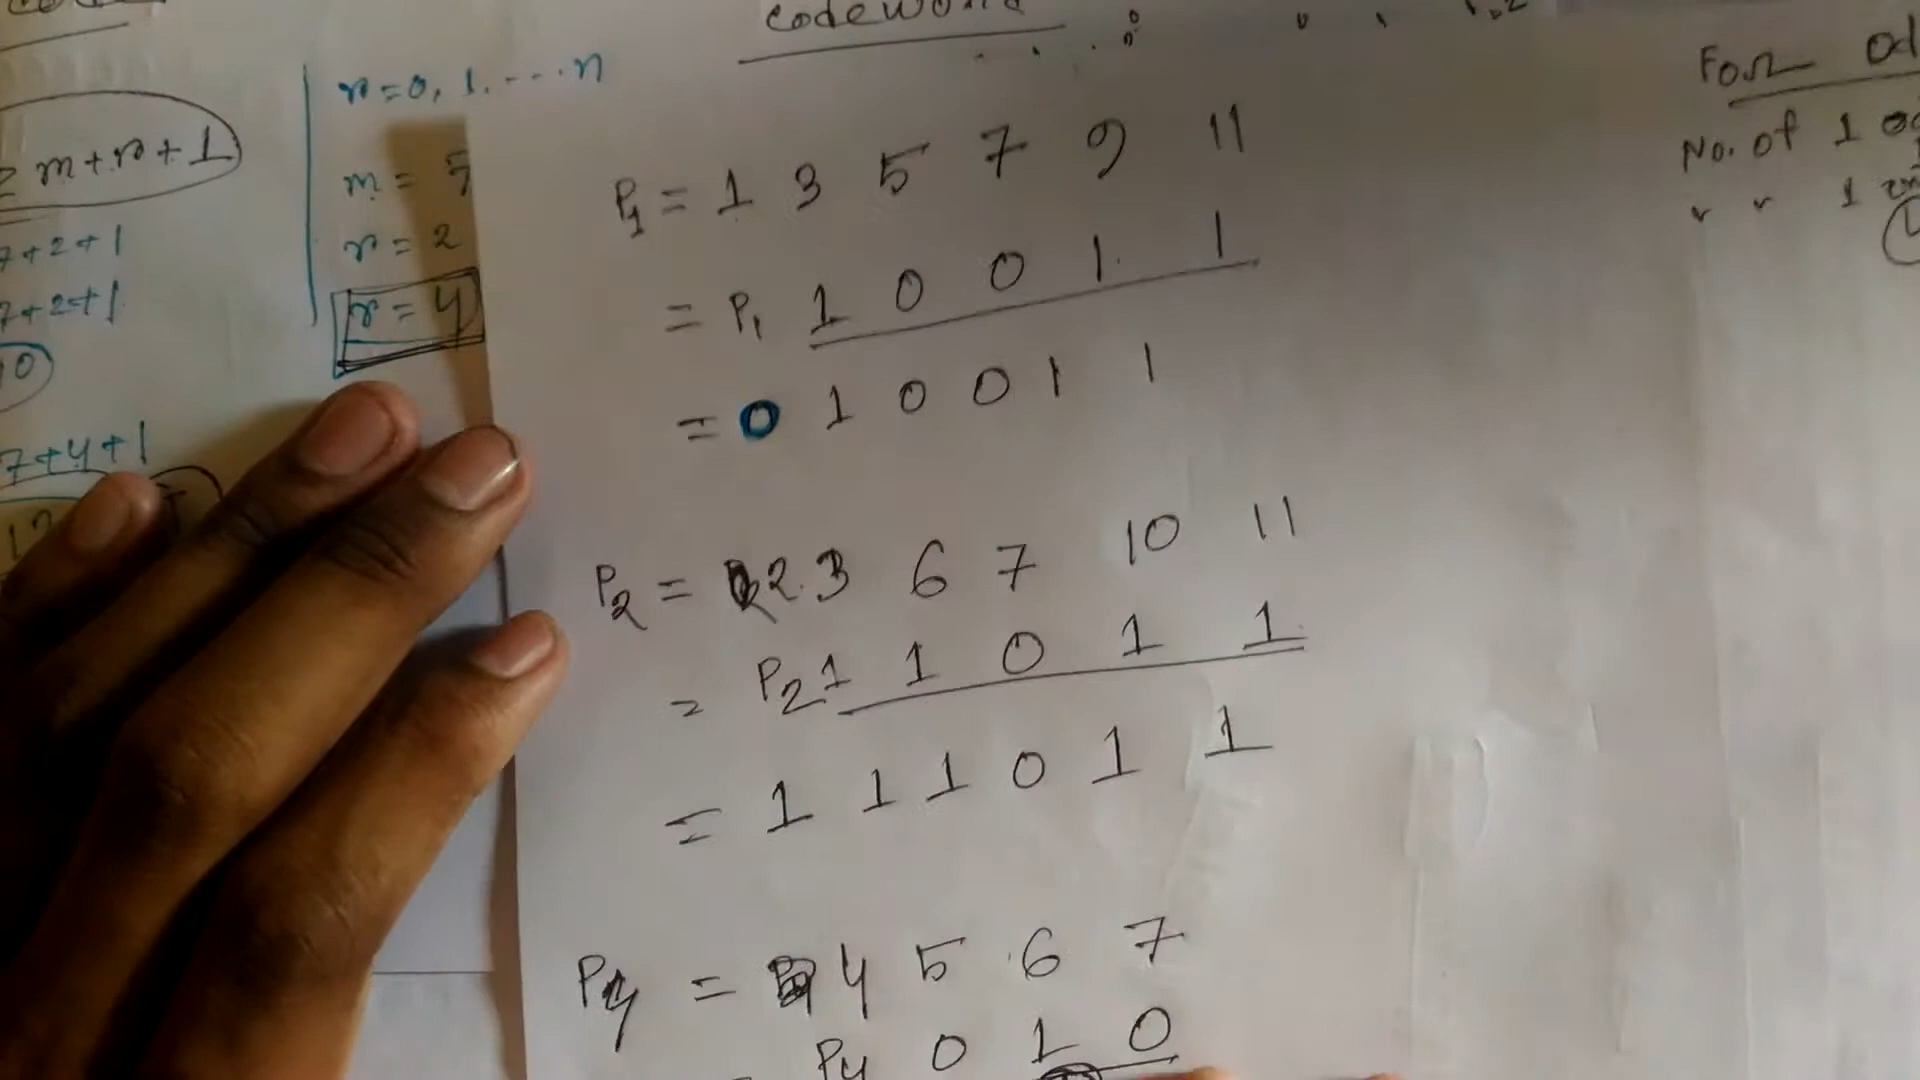 codeword
r=0, 1. ---. n
m+r+1
m = 7
7+2+1
r = 2
7+2+1
r = 4
7+4+1
P1 = 1 3 5 7 9 11
= P1 1 0 0 1 1
= 0 1 0 0 1 1
P2 = 2 3 6 7 10 11
= P2 1 1 0 1 1
= 1 1 1 0 1 1
P4 = 4 5 6 7
= P4 0 1 0
For
No. of 1
1